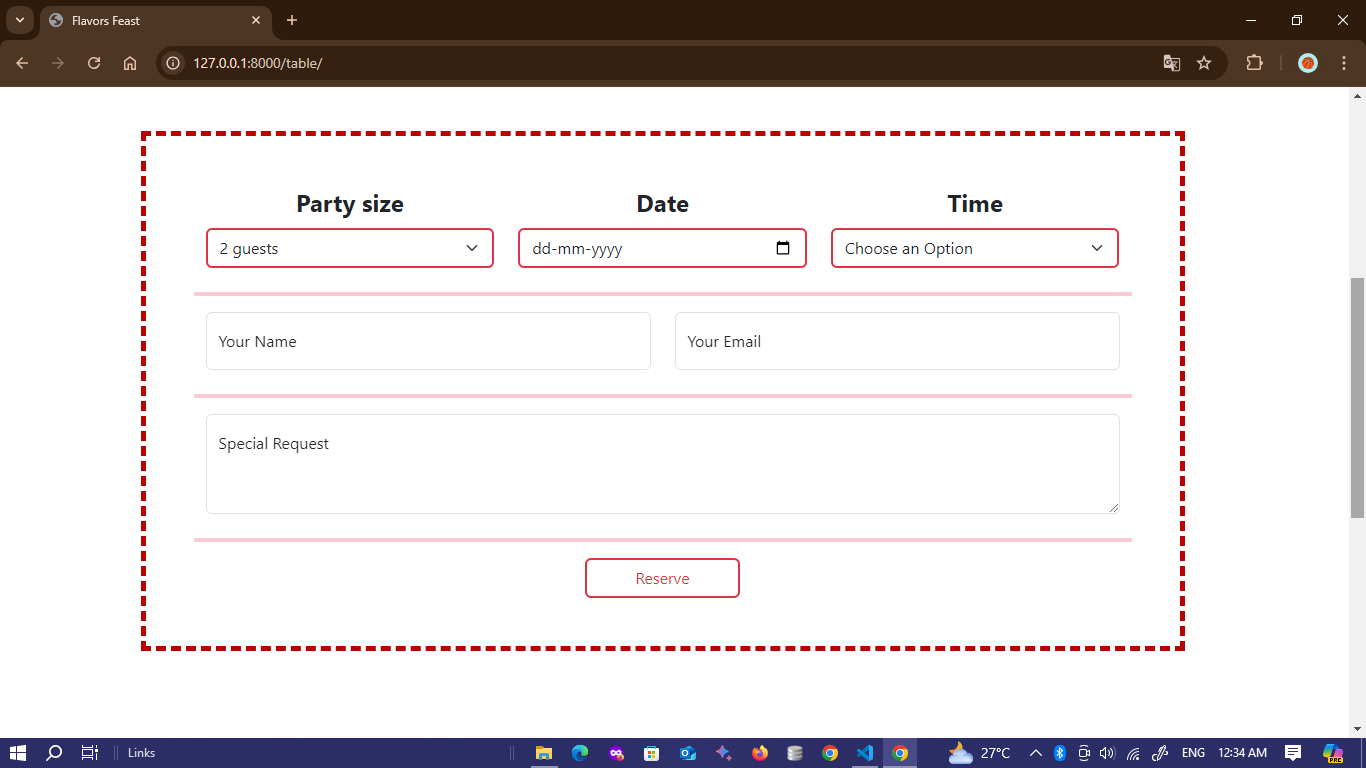 Flavors Feast
127.0.0.1:8000/table/
Party size Date Time
2 guests dd-mm-yyyy Choose an Option
Your Name Your Email
Special Request
Reserve
Links 27°C ENG 12:34 AM
PRE